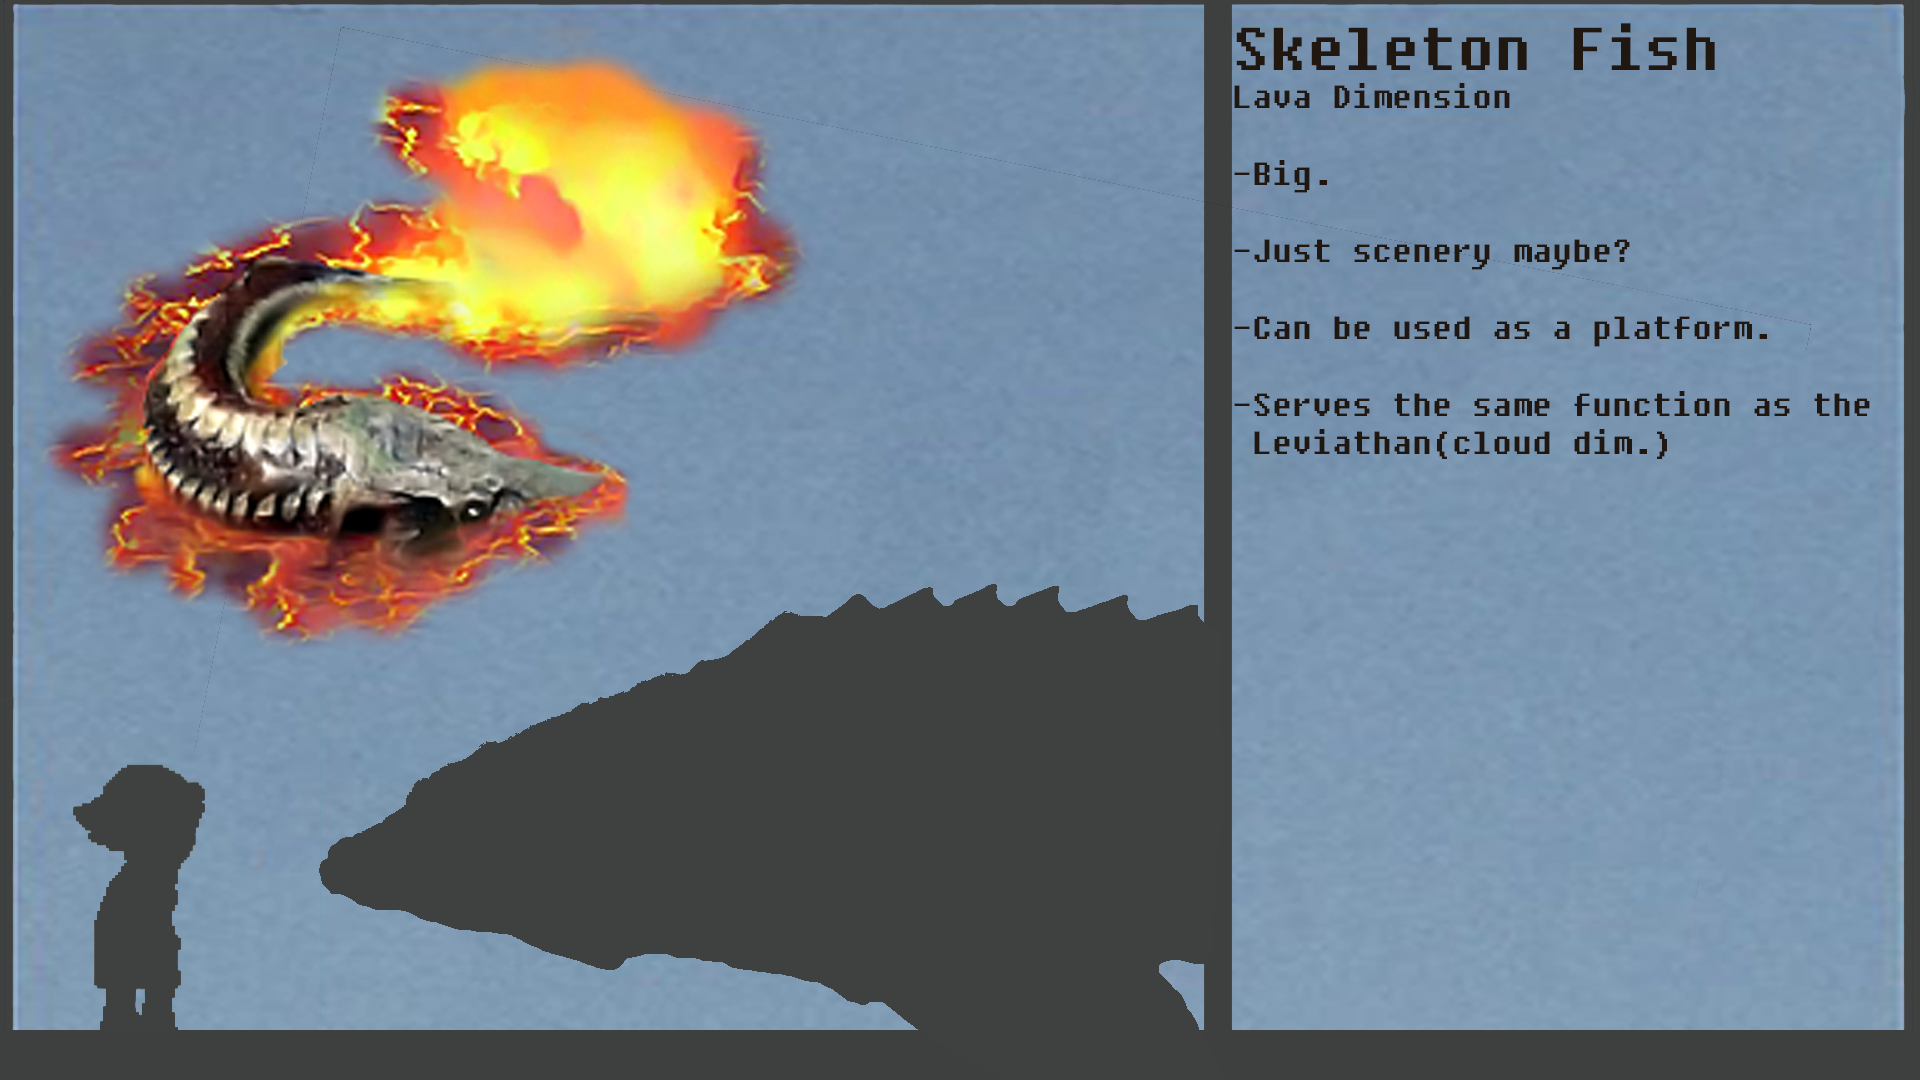 Skeleton Fish
Lava Dimension
-Big.
-Just scenery maybe?
-Can be used as a platform.
-Serves the same function as the
Leviathan(cloud dim.)